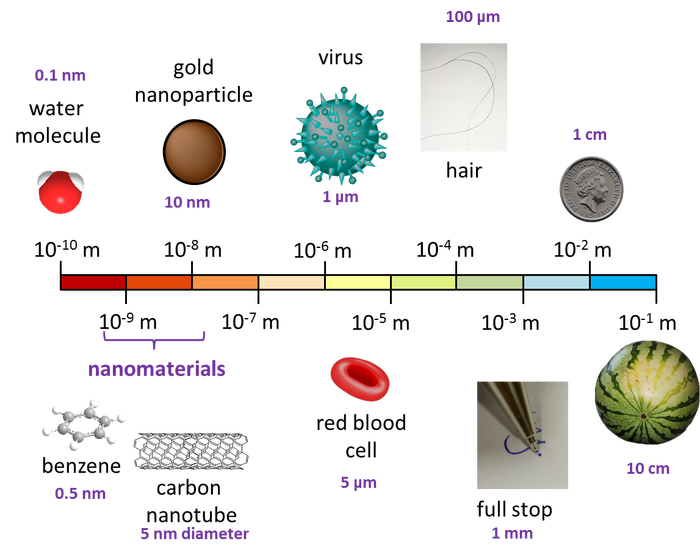 100 µm
0.1 nm
water
molecule
gold
nanoparticle
10 nm
virus
1 µm
hair
1 cm
10⁻¹⁰ m
10⁻⁸ m
10⁻⁶ m
10⁻⁴ m
10⁻² m
10⁻⁹ m
10⁻⁷ m
10⁻⁵ m
10⁻³ m
10⁻¹ m
nanomaterials
benzene
0.5 nm
carbon
nanotube
5 nm diameter
red blood
cell
5 µm
full stop
1 mm
10 cm